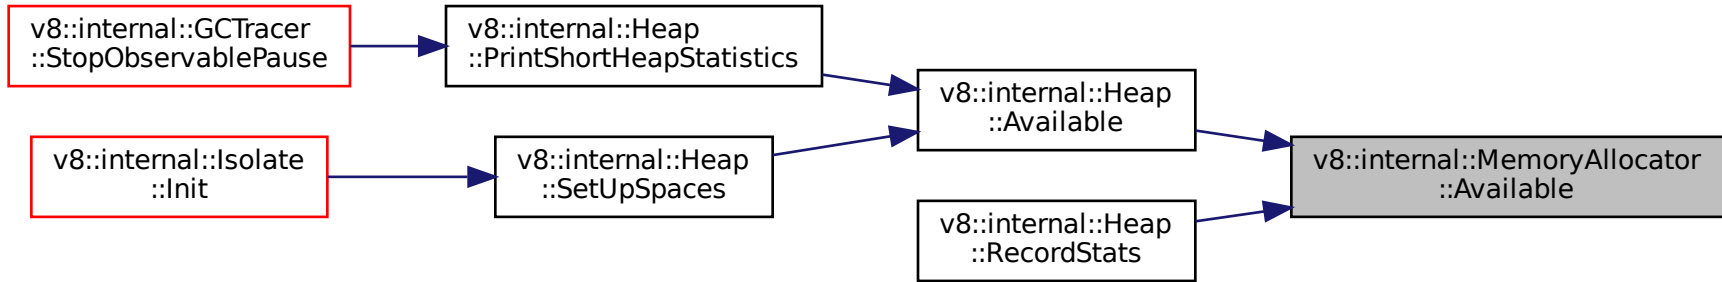 v8::internal::GCTracer
::StopObservablePause
v8::internal::Heap
::PrintShortHeapStatistics
v8::internal::Heap
::Available
v8::internal::MemoryAllocator
::Available
v8::internal::Isolate
::Init
v8::internal::Heap
::SetUpSpaces
v8::internal::Heap
::RecordStats